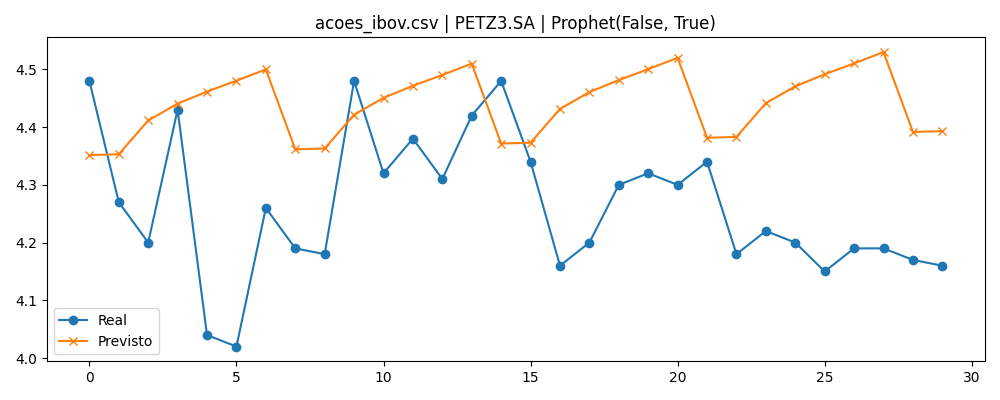 acoes_ibov.csv | PETZ3.SA | Prophet(False, True)
4.5
4.4
4.3
4.2
4.1
4.0
Real
Previsto
0 5 10 15 20 25 30